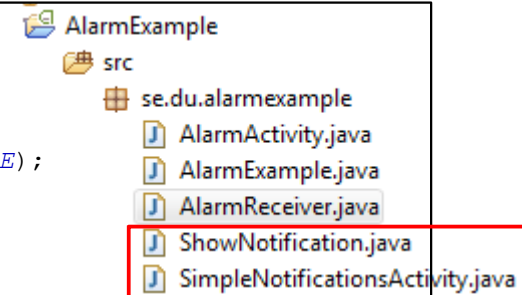 AlarmExample
src
se.du.alarmexample
AlarmActivity.java
E);
AlarmExample.java
AlarmReceiver.java
ShowNotification.java
SimpleNotificationsActivity.java